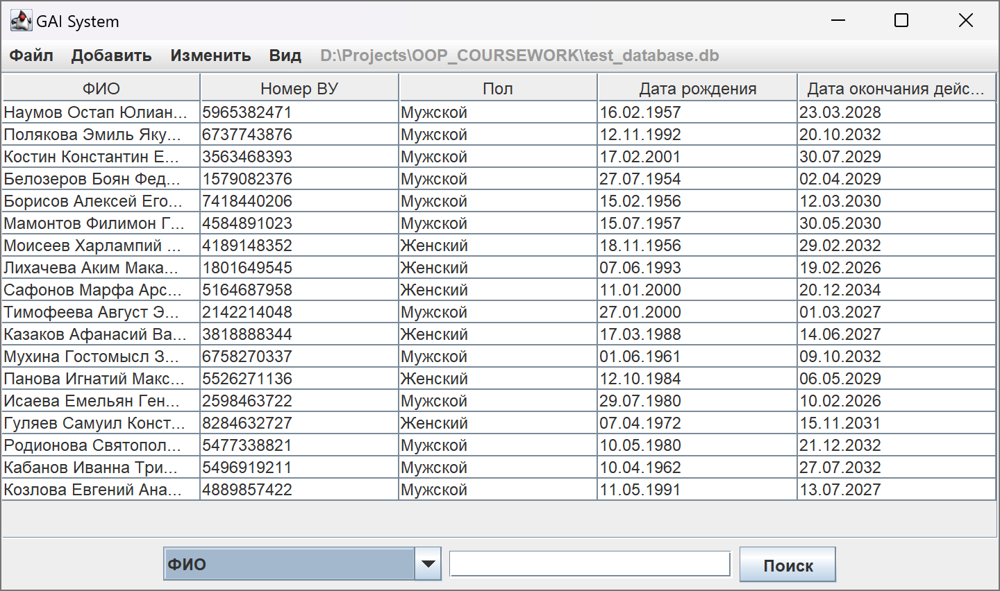 GAI System
Файл Добавить Изменить Вид D:\Projects\OOP_COURSEWORK\test_database.db
ФИО Номер ВУ Пол Дата рождения Дата окончания дейс...
Наумов Остап Юлиан... 5965382471 Мужской 16.02.1957 23.03.2028
Полякова Эмиль Яку... 6737743876 Мужской 12.11.1992 20.10.2032
Костин Константин Е... 3563468393 Мужской 17.02.2001 30.07.2029
Белозеров Боян Фед... 1579082376 Мужской 27.07.1954 02.04.2029
Борисов Алексей Его... 7418440206 Мужской 15.02.1956 12.03.2030
Мамонтов Филимон Г... 4584891023 Мужской 15.07.1957 30.05.2030
Моисеев Харлампий ... 4189148352 Женский 18.11.1956 29.02.2032
Лихачева Аким Мака... 1801649545 Женский 07.06.1993 19.02.2026
Сафонов Марфа Арс... 5164687958 Женский 11.01.2000 20.12.2034
Тимофеева Август Э... 2142214048 Мужской 27.01.2000 01.03.2027
Казаков Афанасий Ва... 3818888344 Женский 17.03.1988 14.06.2027
Мухина Гостомысл З... 6758270337 Мужской 01.06.1961 09.10.2032
Панова Игнатий Макс... 5526271136 Женский 12.10.1984 06.05.2029
Исаева Емельян Ген... 2598463722 Мужской 29.07.1980 10.02.2026
Гуляев Самуил Конст... 8284632727 Женский 07.04.1972 15.11.2031
Родионова Святопол... 5477338821 Мужской 10.05.1980 21.12.2032
Кабанов Иванна Три... 5496919211 Мужской 10.04.1962 27.07.2032
Козлова Евгений Ана... 4889857422 Мужской 11.05.1991 13.07.2027
ФИО Поиск